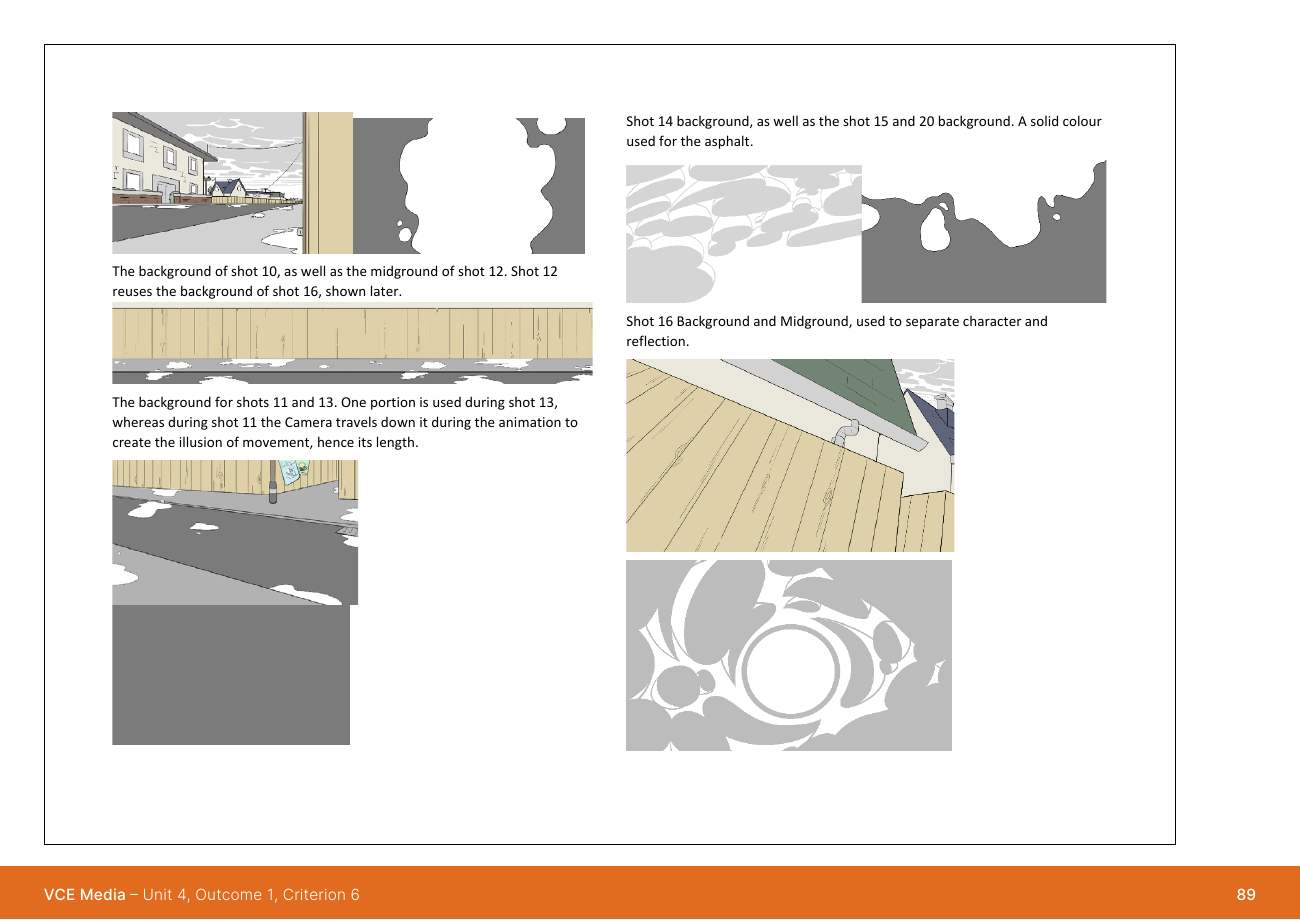 The background of shot 10, as well as the midground of shot 12. Shot 12
reuses the background of shot 16, shown later.
The background for shots 11 and 13. One portion is used during shot 13,
whereas during shot 11 the Camera travels down it during the animation to
create the illusion of movement, hence its length.
Shot 14 background, as well as the shot 15 and 20 background. A solid colour
used for the asphalt.
Shot 16 Background and Midground, used to separate character and
reflection.
VCE Media – Unit 4, Outcome 1, Criterion 6
89